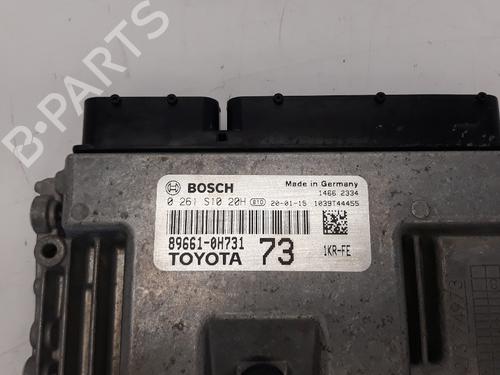 B-PARTS
BOSCH
Made in Germany
1466 2334
0 261 S10 20H BTD 20-01-15 1039T44455
89661-0H731
TOYOTA 73 1KR-FE